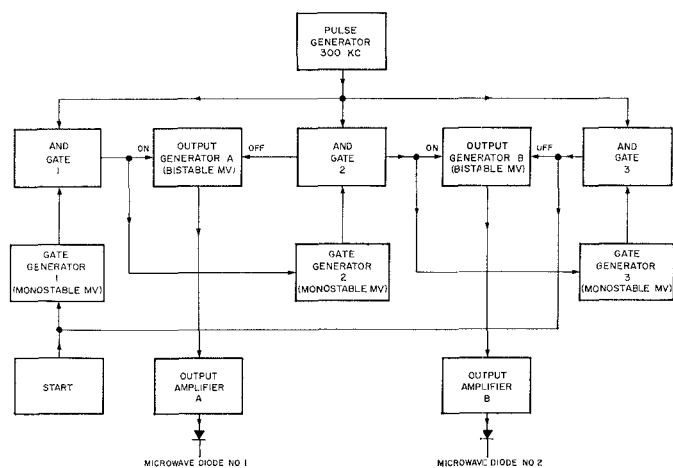 PULSE
GENERATOR
300 KC
AND
GATE
1
ON
OUTPUT
GENERATOR A
(BISTABLE MV)
OFF
AND
GATE
2
ON
OUTPUT
GENERATOR B
(BISTABLE MV)
OFF
AND
GATE
3
GATE
GENERATOR
1
(MONOSTABLE MV)
GATE
GENERATOR
2
(MONOSTABLE MV)
GATE
GENERATOR
3
(MONOSTABLE MV)
START
OUTPUT
AMPLIFIER
A
OUTPUT
AMPLIFIER
B
MICROWAVE DIODE NO 1
MICROWAVE DIODE NO 2